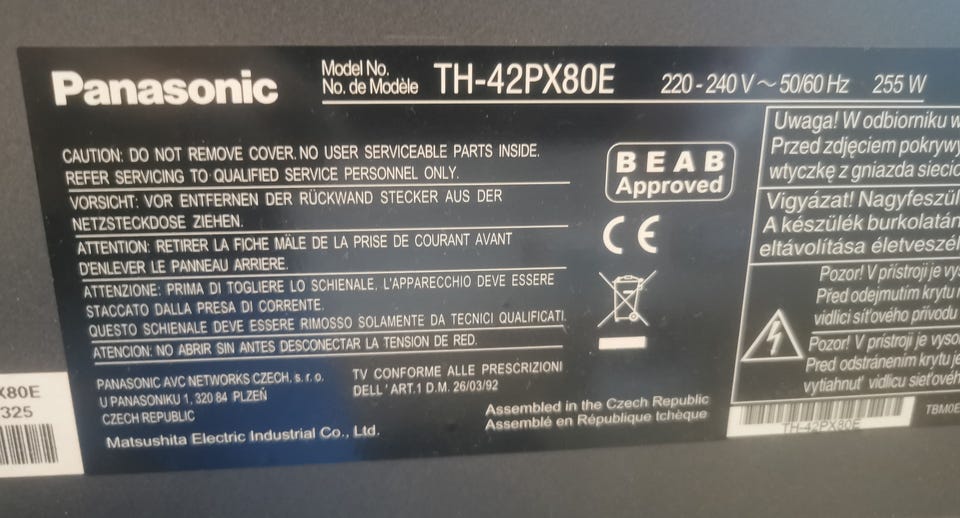 Panasonic
Model No.
No. de Modèle
TH-42PX80E
220 - 240 V ~ 50/60 Hz 255 W
CAUTION: DO NOT REMOVE COVER. NO USER SERVICEABLE PARTS INSIDE.
REFER SERVICING TO QUALIFIED SERVICE PERSONNEL ONLY.
VORSICHT: VOR ENTFERNEN DER RÜCKWAND STECKER AUS DER
NETZSTECKDOSE ZIEHEN.
ATTENTION: RETIRER LA FICHE MÂLE DE LA PRISE DE COURANT AVANT
D'ENLEVER LE PANNEAU ARRIERE.
ATTENZIONE: PRIMA DI TOGLIERE LO SCHIENALE, L'APPARECCHIO DEVE ESSERE
STACCATO DALLA PRESA DI CORRENTE.
QUESTO SCHIENALE DEVE ESSERE RIMOSSO SOLAMENTE DA TECNICI QUALIFICATI.
ATENCION: NO ABRIR SIN ANTES DESCONECTAR LA TENSION DE RED.
PANASONIC AVC NETWORKS CZECH, s. r. o.
U PANASONIKU 1, 320 84 PLZEŇ
CZECH REPUBLIC
Matsushita Electric Industrial Co., Ltd.
TV CONFORME ALLE PRESCRIZIONI
DELL' ART.1 D.M. 26/03/92
Assembled in the Czech Republic
Assemblé en République tchèque
BEAB
Approved
CE
Uwaga! W odbiorniku w
Przed zdjęciem pokrywy
wtyczkę z gniazda siecio
Vigyázat! Nagyfeszül
A készülék burkolatán
eltávolítása életveszél
Pozor! V přístroji je vy
Před odejmutím krytu n
vidlici síťového přívodu
Pozor! V prístroji je vyso
Pred odstránením krytu je
vytiahnuť vidlicu sieťovéh
TH-42PX80E
TBM0E
X80E
325